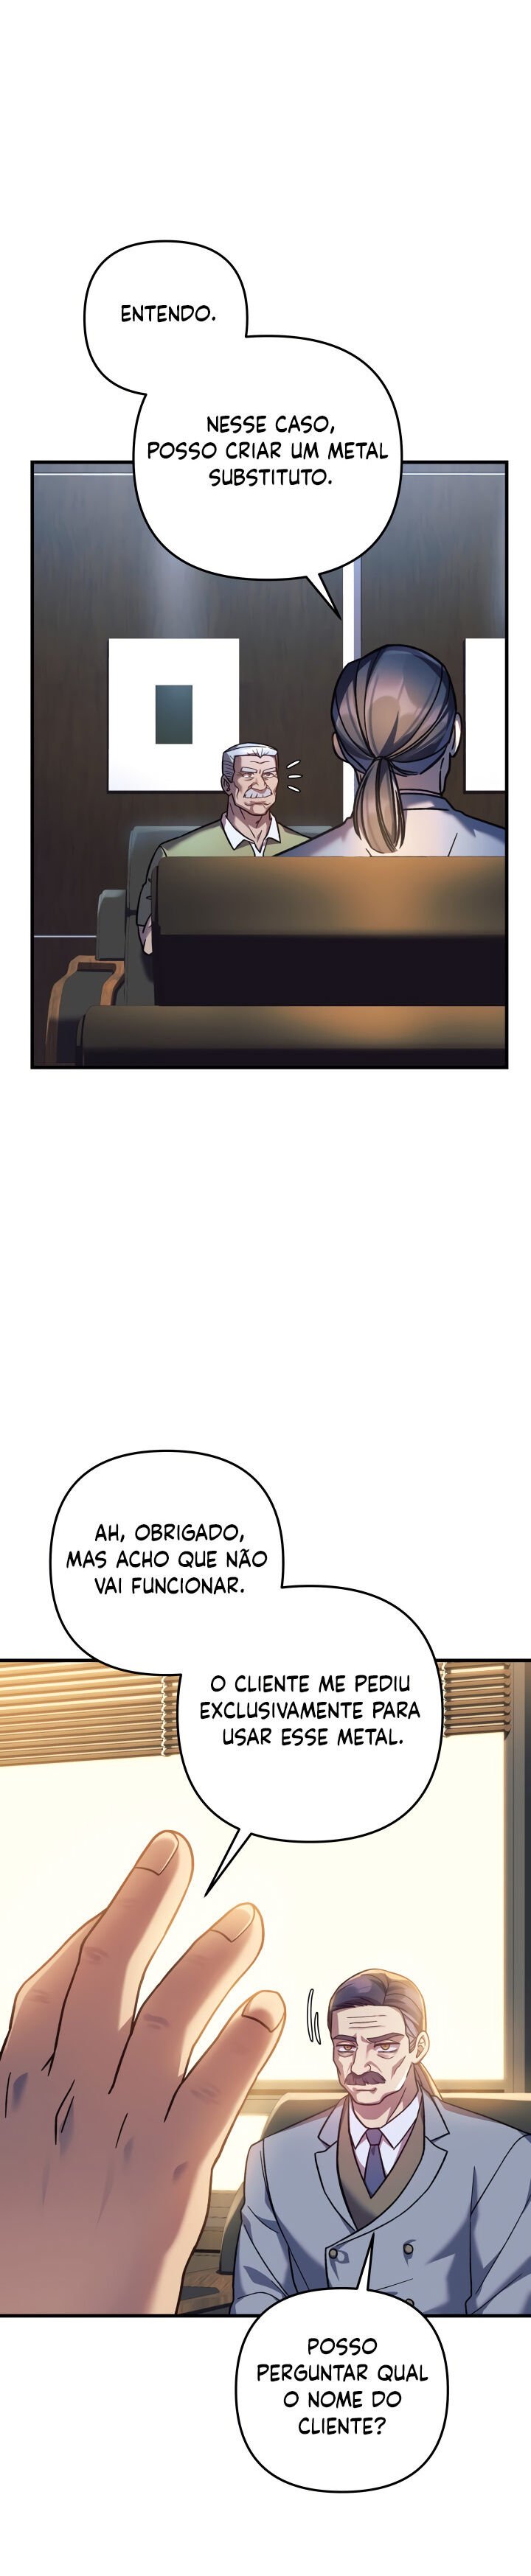 ENTENDO.
NESSE CASO,
POSSO CRIAR UM METAL
SUBSTITUTO.
AH, OBRIGADO,
MAS ACHO QUE NÃO
VAI FUNCIONAR.
O CLIENTE ME PEDIU
EXCLUSIVAMENTE PARA
USAR ESSE METAL.
POSSO
PERGUNTAR QUAL
O NOME DO
CLIENTE?